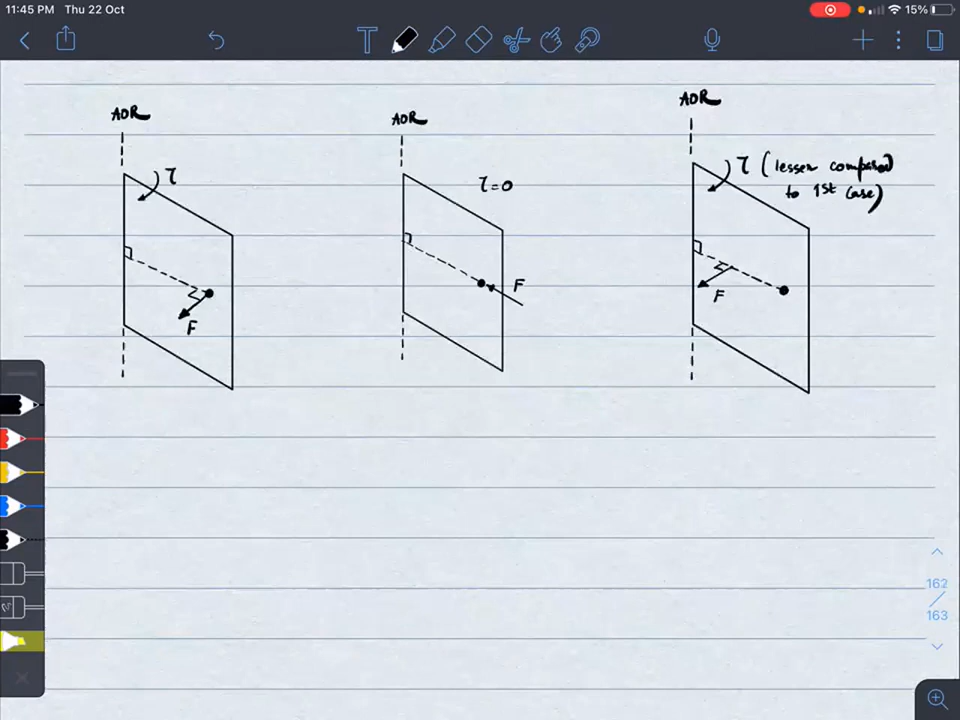 11:45 PM Thu 22 Oct
15%
T
AOR
AOR
AOR
τ
τ=0
τ (lesser compared
to 1st case)
F
F
F
162
163